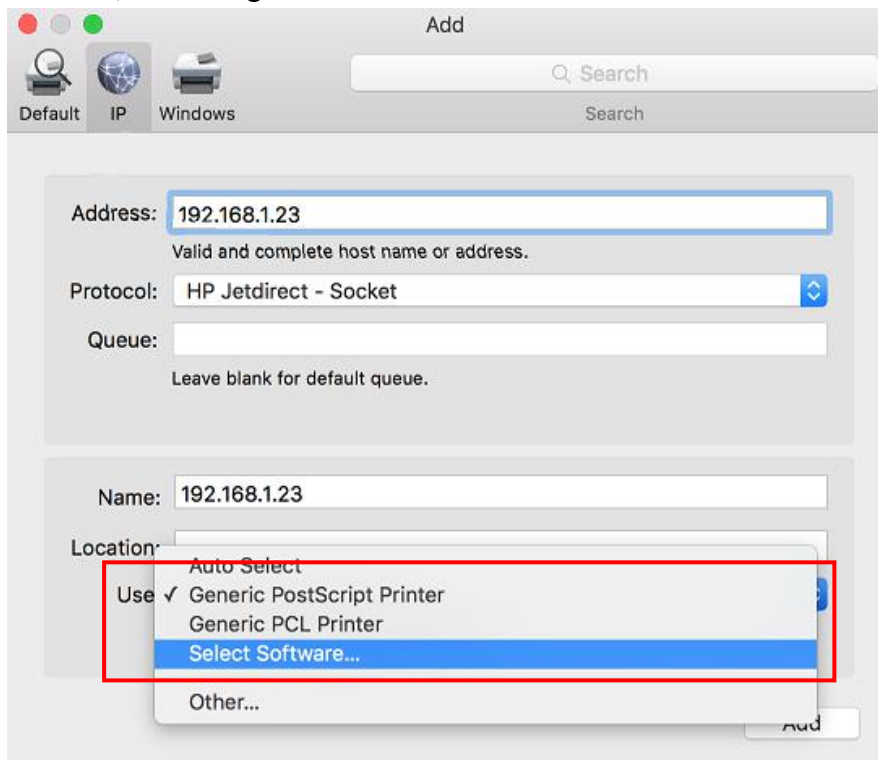 Add
Search
Default IP Windows Search
Address: 192.168.1.23
Valid and complete host name or address.
Protocol: HP Jetdirect - Socket
Queue:
Leave blank for default queue.
Name: 192.168.1.23
Location:
Auto Select
Use ✓ Generic PostScript Printer
Generic PCL Printer
Select Software...
Other...
Add